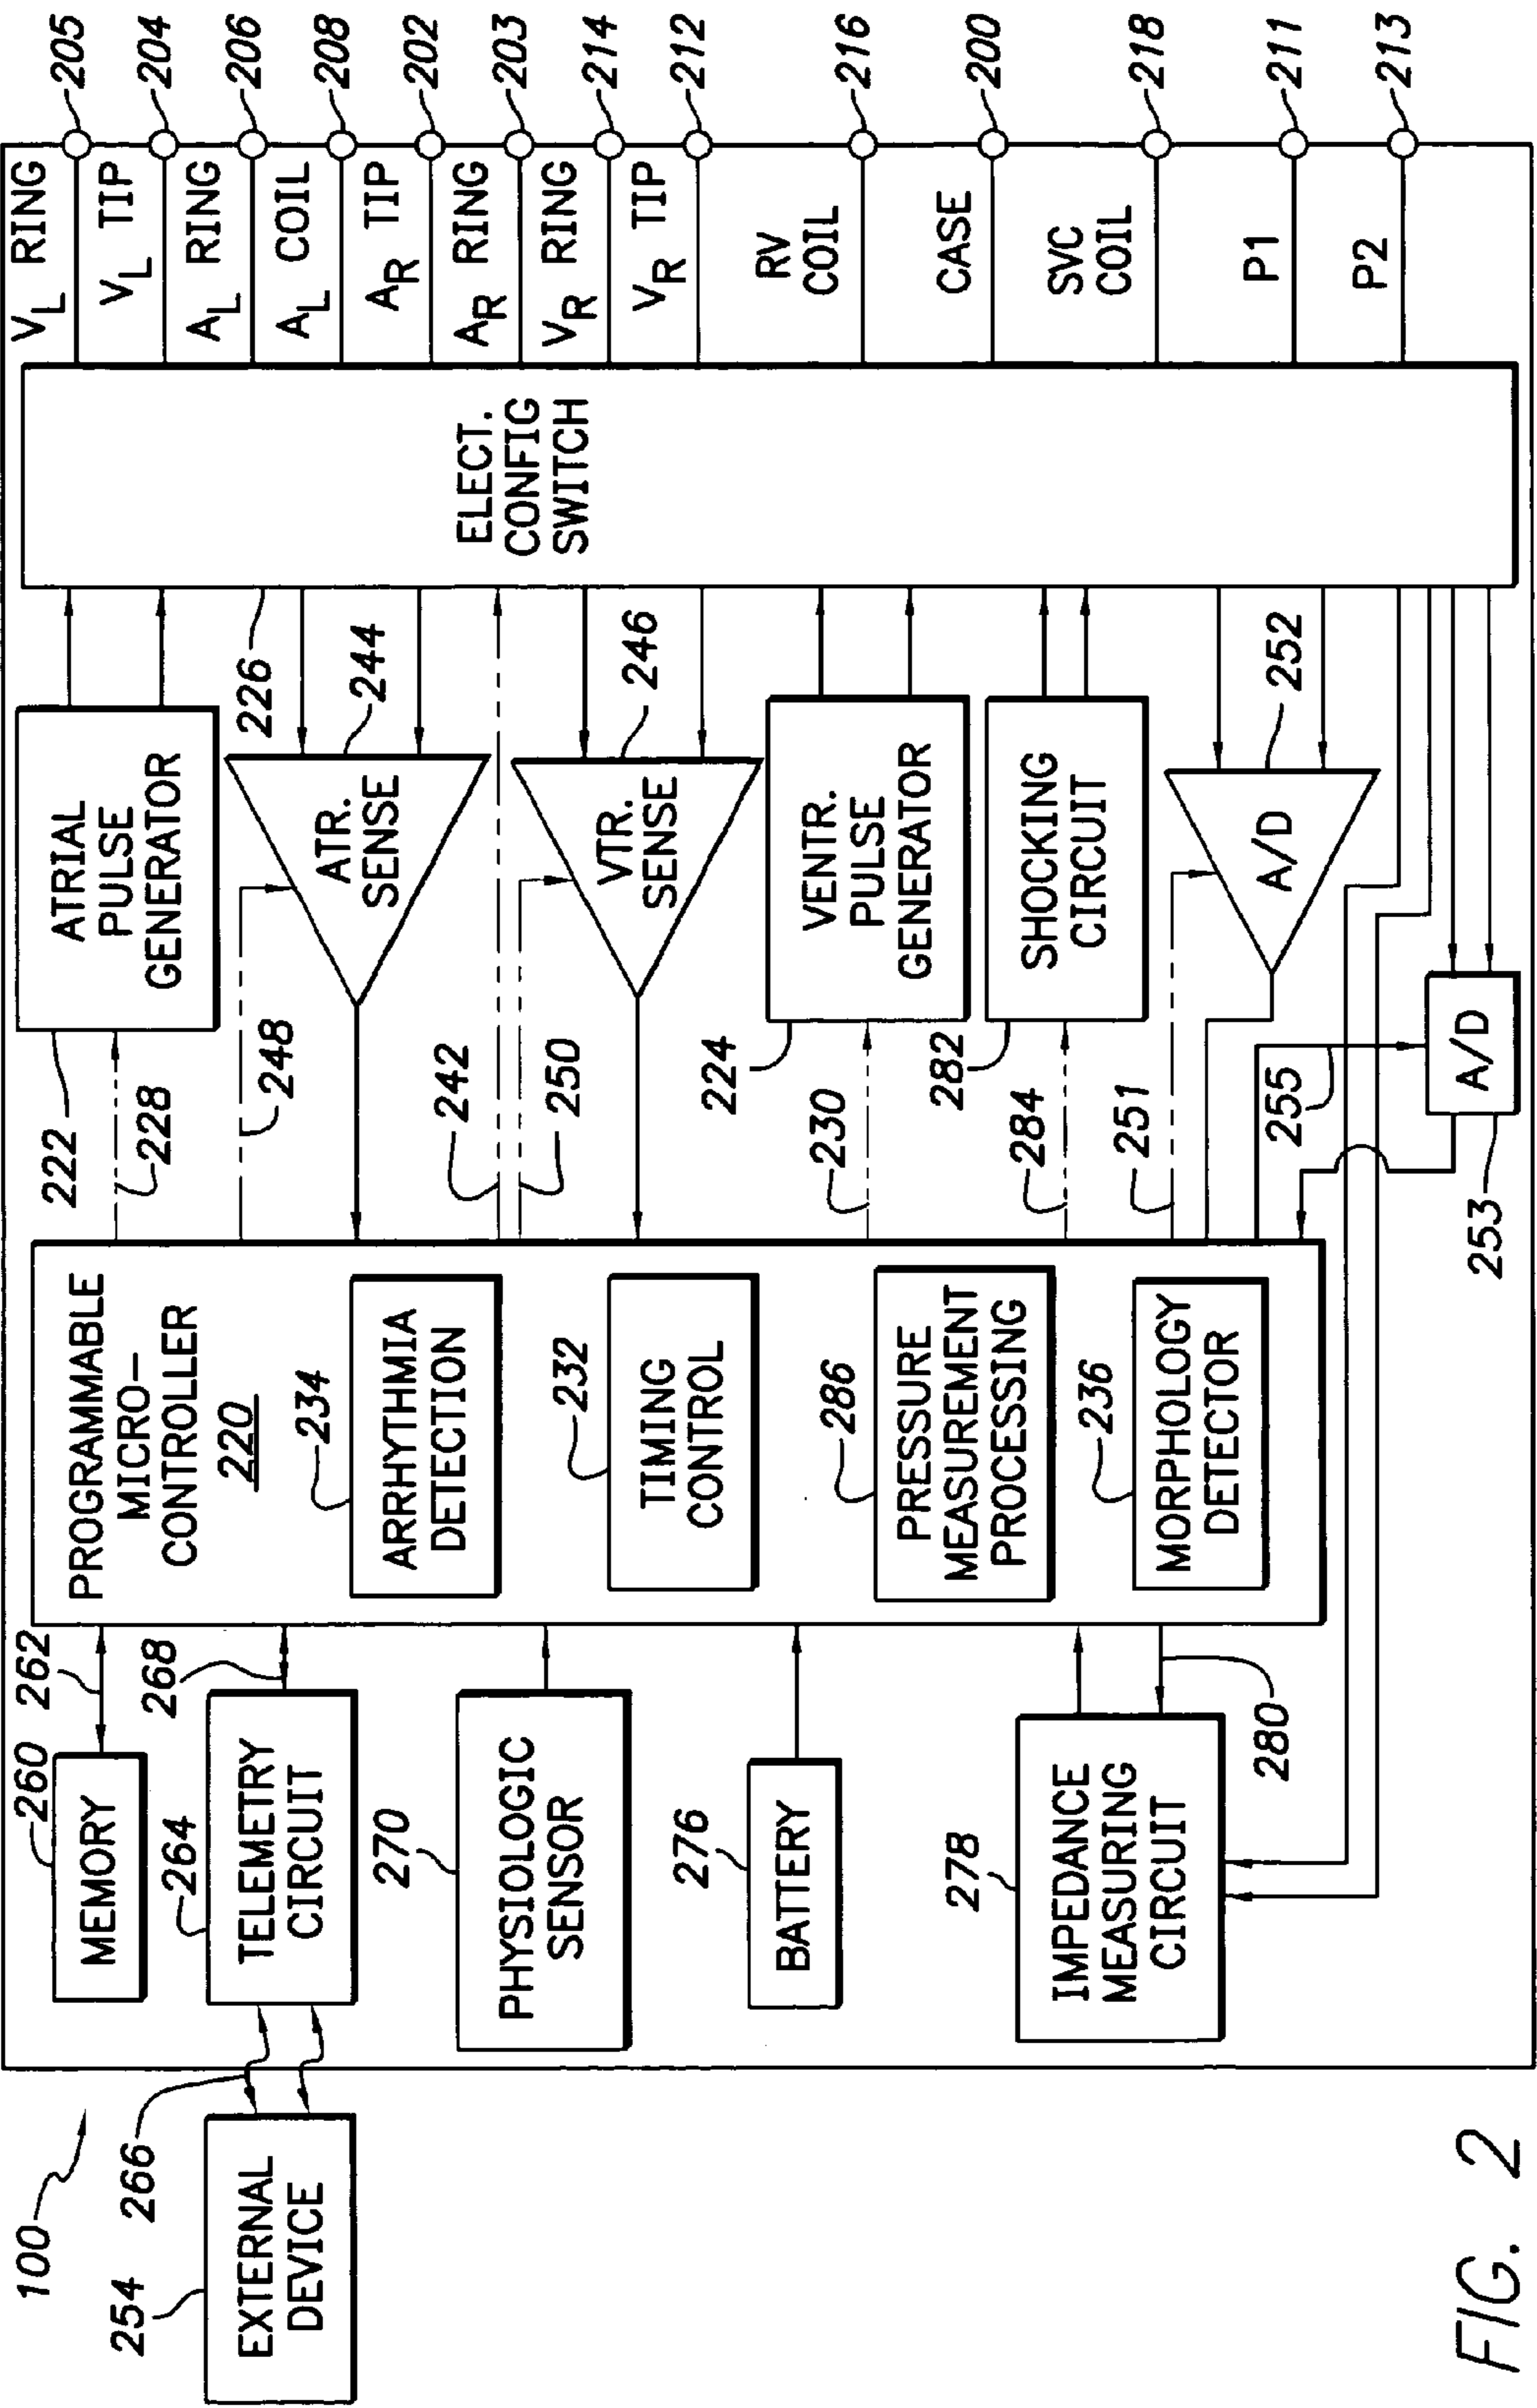 100
254
EXTERNAL
DEVICE
266
260
MEMORY
262
264
TELEMETRY
CIRCUIT
268
270
PHYSIOLOGIC
SENSOR
276
BATTERY
278
IMPEDANCE
MEASURING
CIRCUIT
280
PROGRAMMABLE
MICRO-
CONTROLLER
220
234
ARRHYTHMIA
DETECTION
232
TIMING
CONTROL
286
PRESSURE
MEASUREMENT
PROCESSING
236
MORPHOLOGY
DETECTOR
222
228
ATRIAL
PULSE
GENERATOR
226
248
ATR.
SENSE
244
242
250
VTR.
SENSE
246
224
230
VENTR.
PULSE
GENERATOR
282
284
SHOCKING
CIRCUIT
251
A/D
252
255
A/D
253
ELECT.
CONFIG
SWITCH
VL RING
205
VL TIP
204
AL RING
206
AL COIL
208
AR TIP
202
AR RING
203
VR RING
214
VR TIP
212
RV
COIL
216
CASE
200
SVC
COIL
218
P1
211
P2
213
FIG. 2